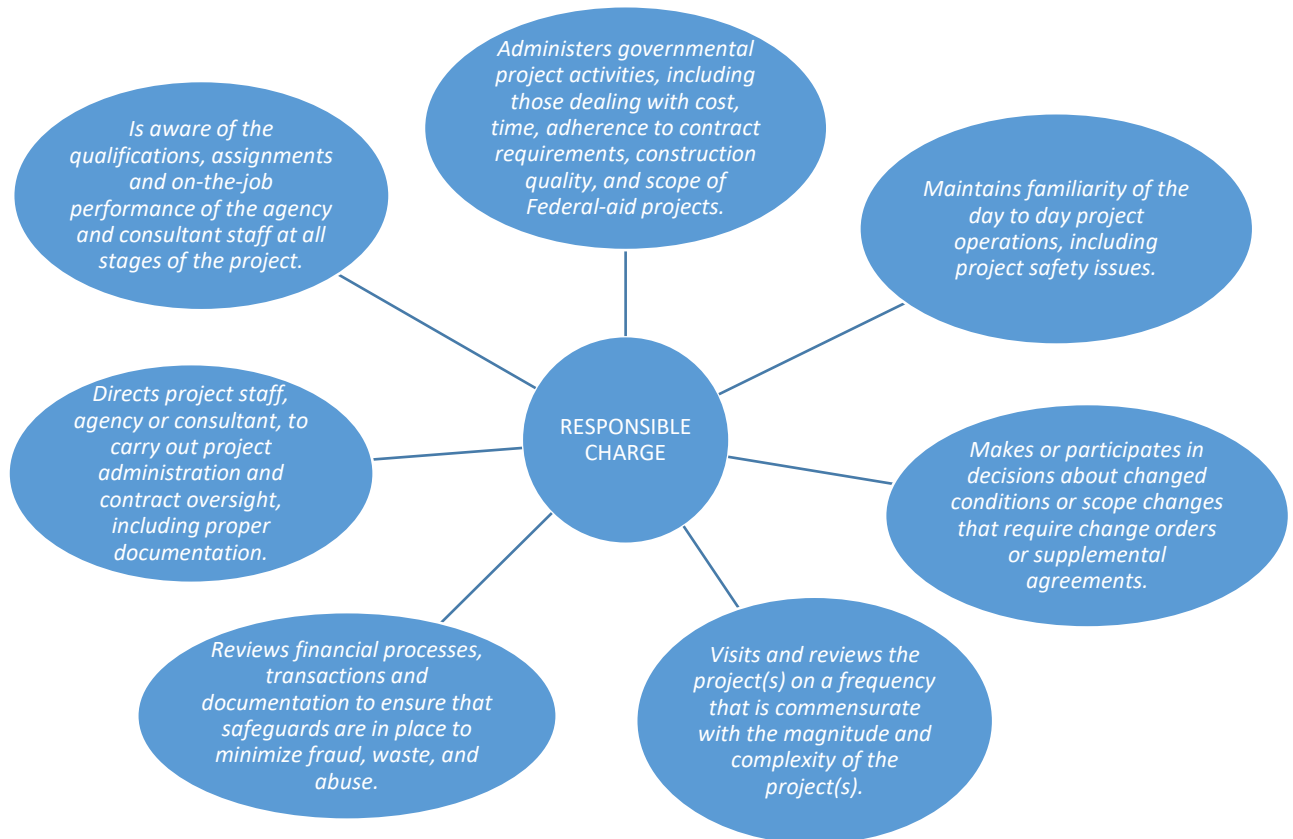 Administers governmental
project activities, including
those dealing with cost,
time, adherence to contract
requirements, construction
quality, and scope of
Federal-aid projects.
Is aware of the
qualifications, assignments
and on-the-job
performance of the agency
and consultant staff at all
stages of the project.
Maintains familiarity of the
day to day project
operations, including
project safety issues.
RESPONSIBLE
CHARGE
Directs project staff,
agency or consultant, to
carry out project
administration and
contract oversight,
including proper
documentation.
Makes or participates in
decisions about changed
conditions or scope changes
that require change orders
or supplemental
agreements.
Reviews financial processes,
transactions and
documentation to ensure that
safeguards are in place to
minimize fraud, waste, and
abuse.
Visits and reviews the
project(s) on a frequency
that is commensurate
with the magnitude and
complexity of the
project(s).